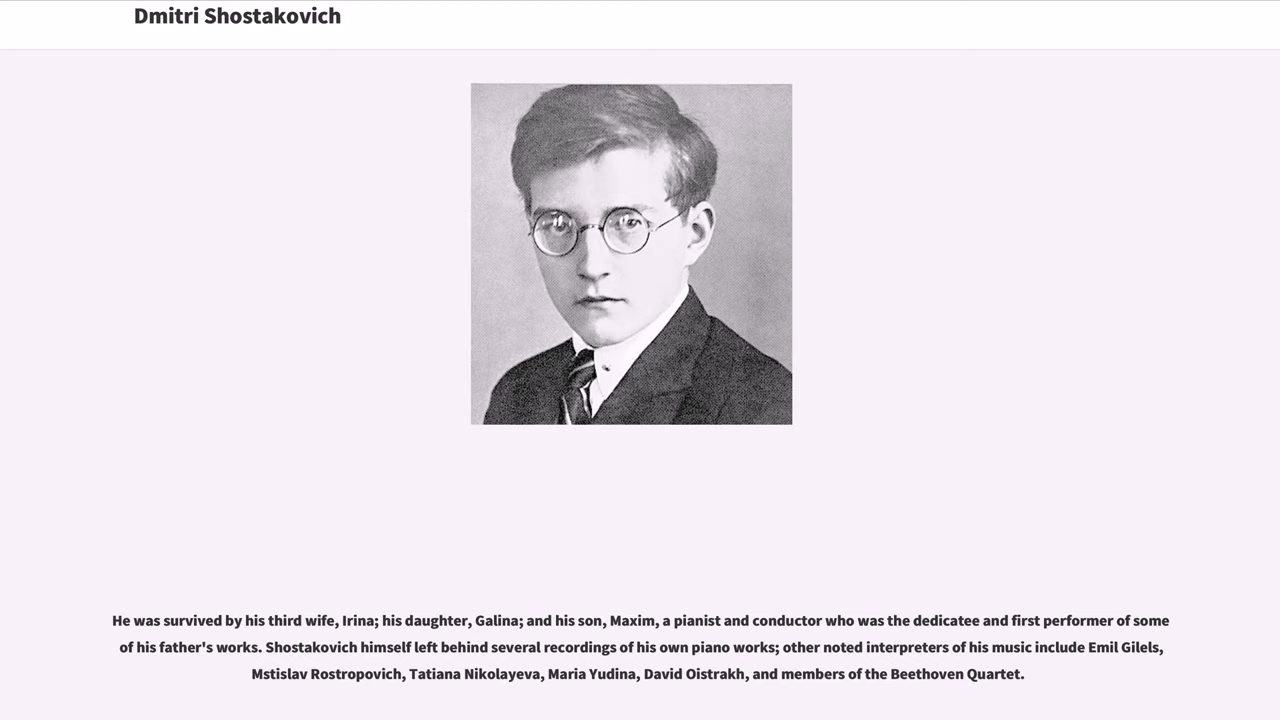 Dmitri Shostakovich
He was survived by his third wife, Irina; his daughter, Galina; and his son, Maxim, a pianist and conductor who was the dedicatee and first performer of some
of his father's works. Shostakovich himself left behind several recordings of his own piano works; other noted interpreters of his music include Emil Gilels,
Mstislav Rostropovich, Tatiana Nikolayeva, Maria Yudina, David Oistrakh, and members of the Beethoven Quartet.